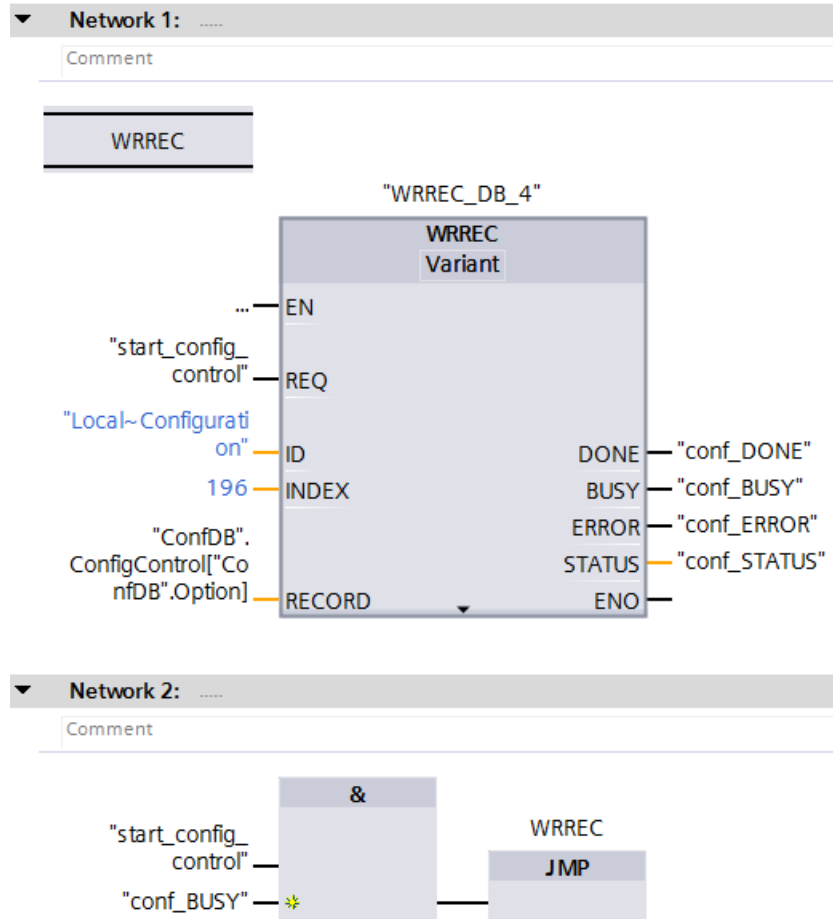 Network 1: .....
Comment
WRREC
"WRREC_DB_4"
WRREC
Variant
... EN
"start_config_
control" REQ
"Local~Configurati
on" ID
DONE "conf_DONE"
196 INDEX
BUSY "conf_BUSY"
ERROR "conf_ERROR"
"ConfDB".
ConfigControl["Co
nfDB".Option] RECORD
STATUS "conf_STATUS"
ENO
Network 2: .....
Comment
&
"start_config_
control"
"conf_BUSY"
WRREC
JMP